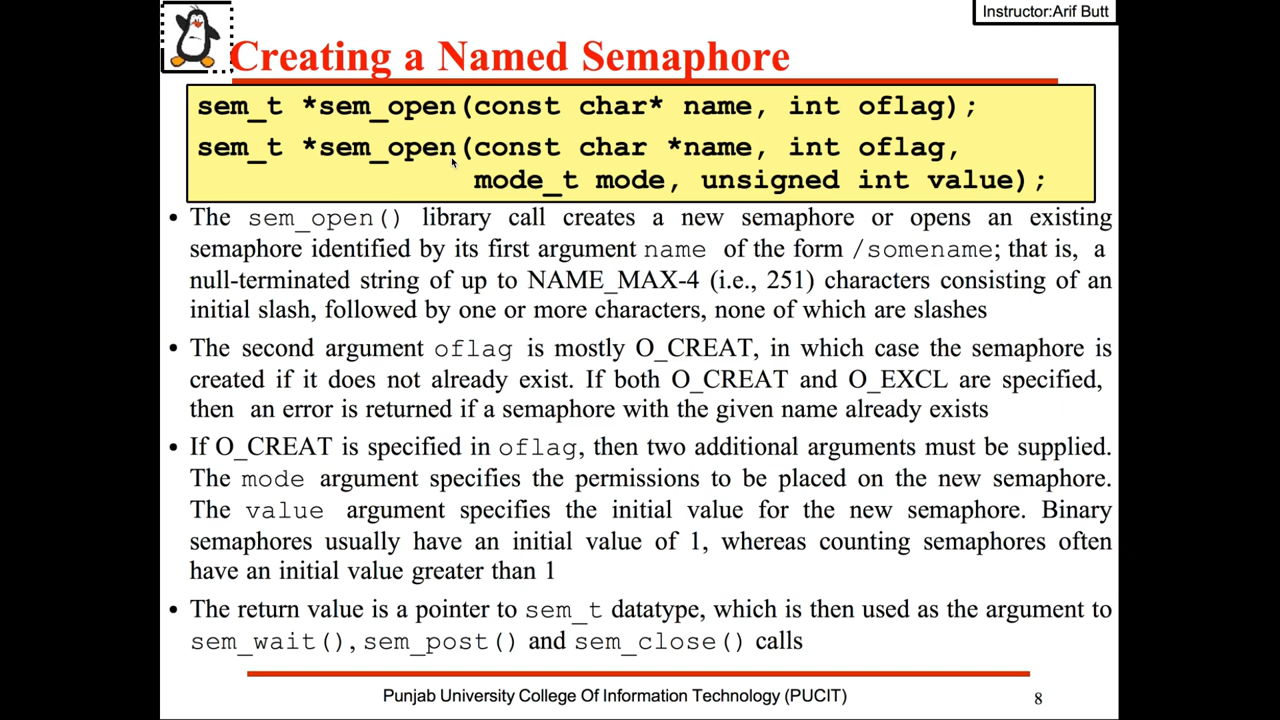 Instructor:Arif Butt
Creating a Named Semaphore
sem_t *sem_open(const char* name, int oflag);
sem_t *sem_open(const char *name, int oflag,
mode_t mode, unsigned int value);
• The sem_open() library call creates a new semaphore or opens an existing
semaphore identified by its first argument name of the form /somename; that is, a
null-terminated string of up to NAME_MAX-4 (i.e., 251) characters consisting of an
initial slash, followed by one or more characters, none of which are slashes
• The second argument oflag is mostly O_CREAT, in which case the semaphore is
created if it does not already exist. If both O_CREAT and O_EXCL are specified,
then an error is returned if a semaphore with the given name already exists
• If O_CREAT is specified in oflag, then two additional arguments must be supplied.
The mode argument specifies the permissions to be placed on the new semaphore.
The value argument specifies the initial value for the new semaphore. Binary
semaphores usually have an initial value of 1, whereas counting semaphores often
have an initial value greater than 1
• The return value is a pointer to sem_t datatype, which is then used as the argument to
sem_wait(), sem_post() and sem_close() calls
Punjab University College Of Information Technology (PUCIT)
8